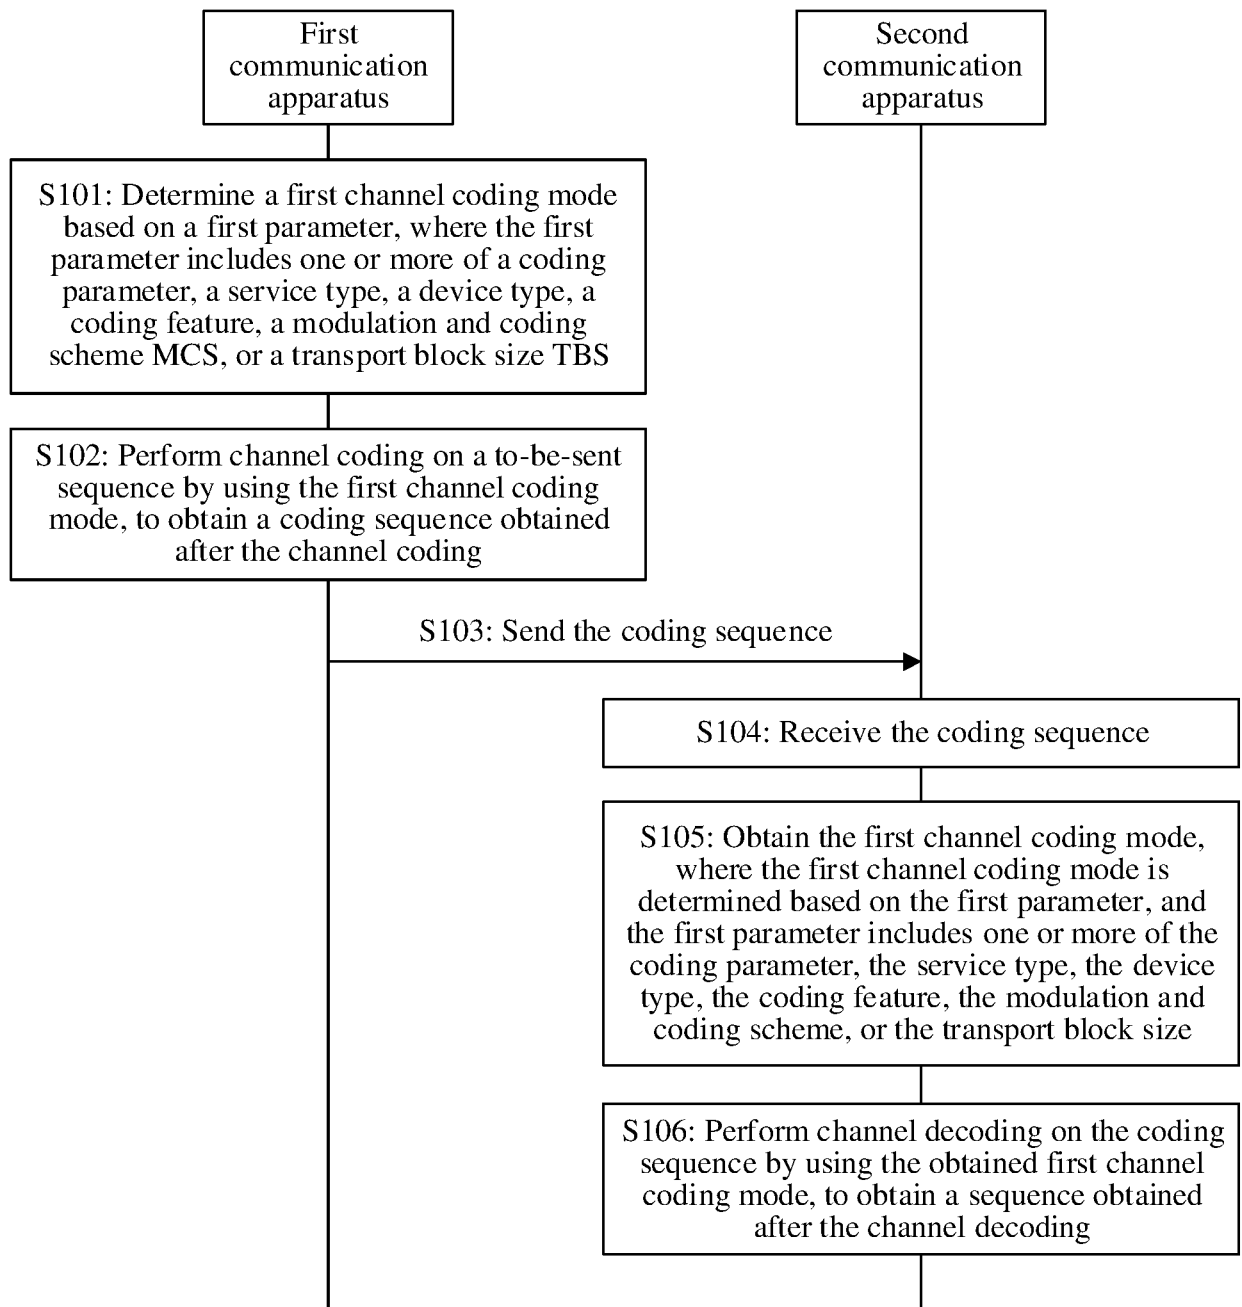 First
communication
apparatus
Second
communication
apparatus
S101: Determine a first channel coding mode
based on a first parameter, where the first
parameter includes one or more of a coding
parameter, a service type, a device type, a
coding feature, a modulation and coding
scheme MCS, or a transport block size TBS
S102: Perform channel coding on a to-be-sent
sequence by using the first channel coding
mode, to obtain a coding sequence obtained
after the channel coding
S103: Send the coding sequence
S104: Receive the coding sequence
S105: Obtain the first channel coding mode,
where the first channel coding mode is
determined based on the first parameter, and
the first parameter includes one or more of the
coding parameter, the service type, the device
type, the coding feature, the modulation and
coding scheme, or the transport block size
S106: Perform channel decoding on the coding
sequence by using the obtained first channel
coding mode, to obtain a sequence obtained
after the channel decoding